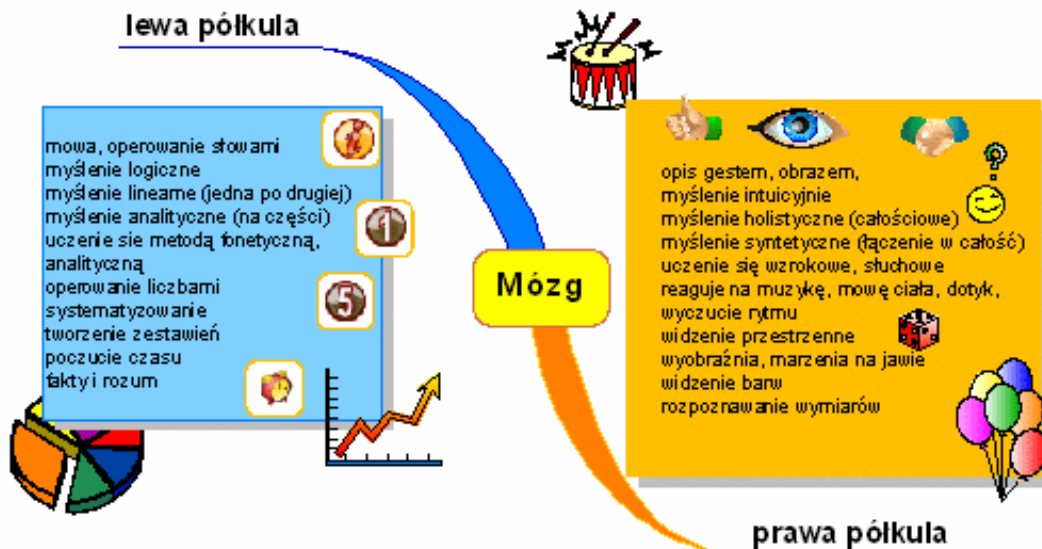 lewa półkula
mowa, operowanie słowami
myślenie logiczne
myślenie linearne (jedna po drugiej)
myślenie analityczne (na części)
uczenie sie metodą fonetyczną,
analityczną
operowanie liczbami
systematyzowanie
tworzenie zestawień
poczucie czasu
fakty i rozum
i
1
5
Mózg
opis gestem, obrazem,
myślenie intuicyjnie
myślenie holistyczne (całościowe)
myślenie syntetyczne (łączenie w całość)
uczenie się wzrokowe, słuchowe
reaguje na muzykę, mowę ciała, dotyk,
wyczucie rytmu
widzenie przestrzenne
wyobraźnia, marzenia na jawie
widzenie barw
rozpoznawanie wymiarów
?
prawa półkula